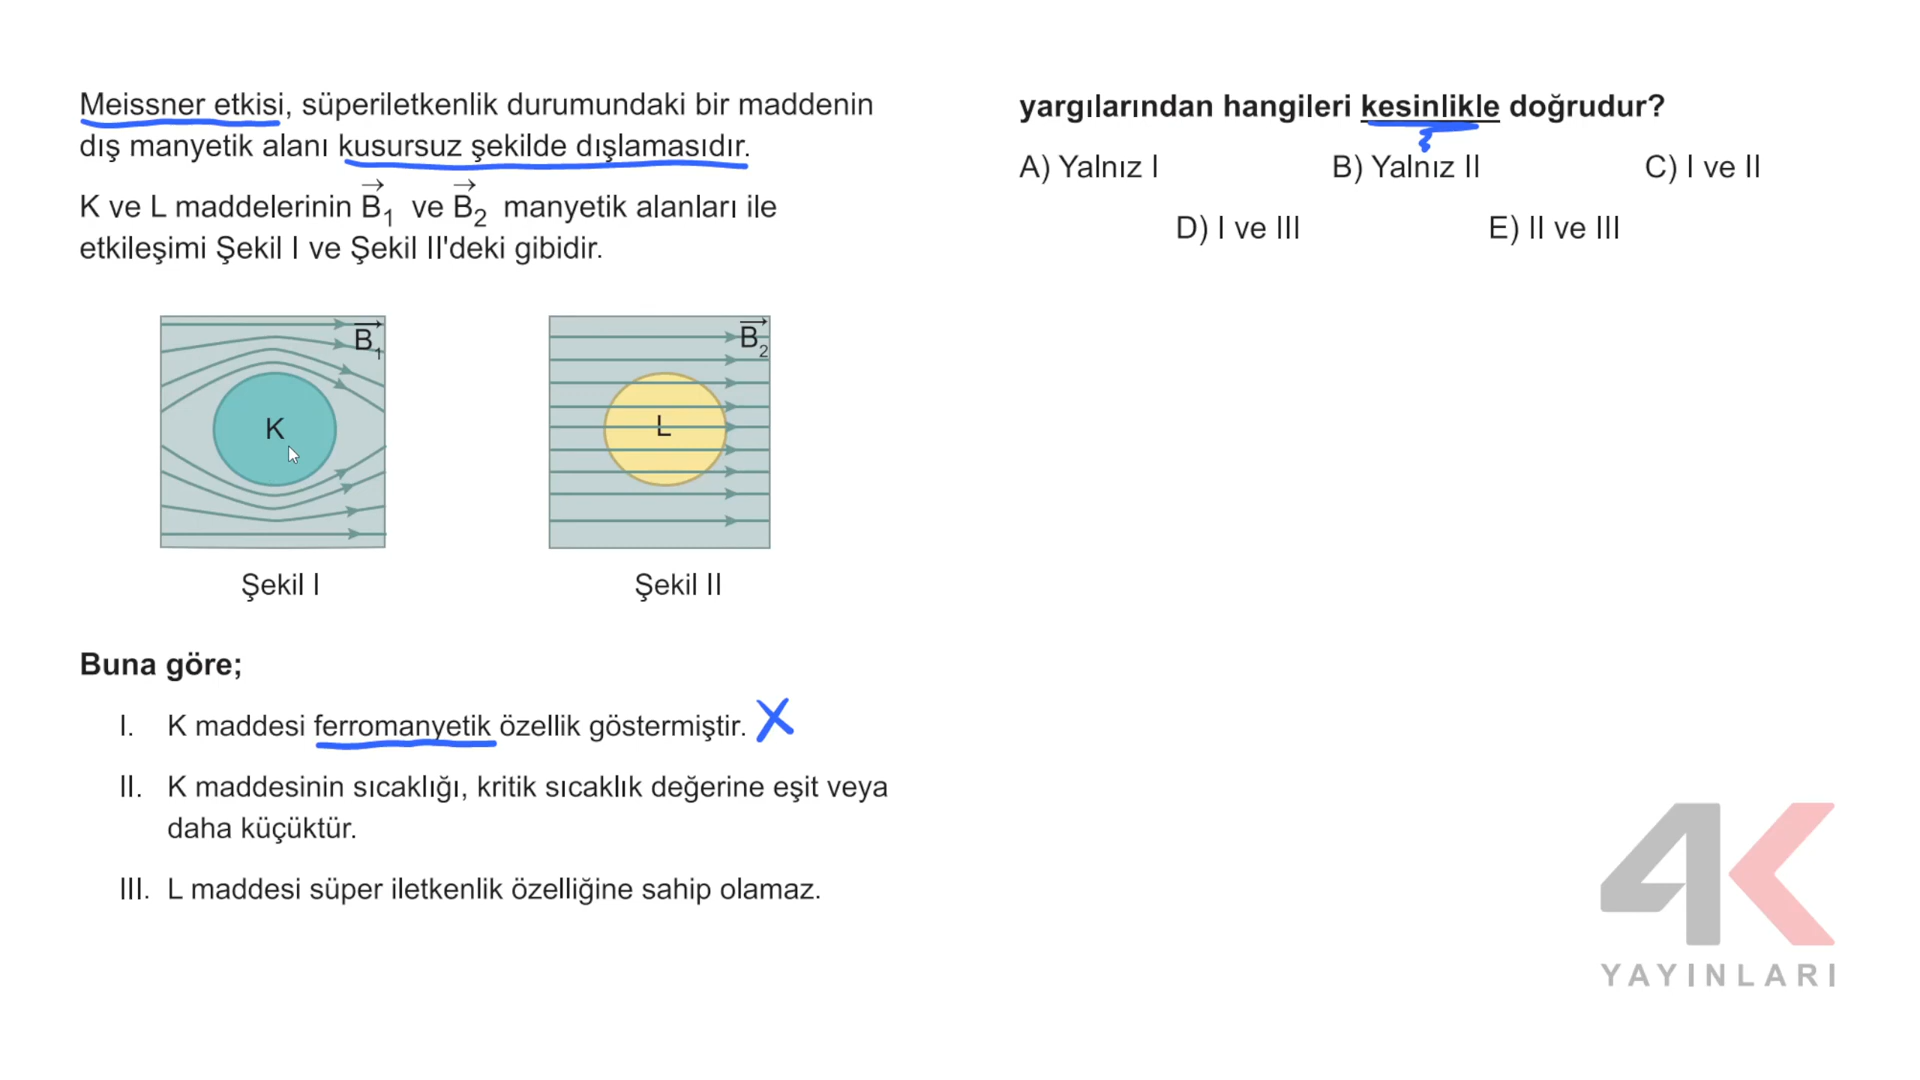 Meissner etkisi, süperiletkenlik durumundaki bir maddenin
dış manyetik alanı kusursuz şekilde dışlamasıdır.
K ve L maddelerinin B₁ ve B₂ manyetik alanları ile
etkileşimi Şekil I ve Şekil II'deki gibidir.
B₁
K
Şekil I
B₂
L
Şekil II
Buna göre;
I. K maddesi ferromanyetik özellik göstermiştir. X
II. K maddesinin sıcaklığı, kritik sıcaklık değerine eşit veya
daha küçüktür.
III. L maddesi süper iletkenlik özelliğine sahip olamaz.
yargılarından hangileri kesinlikle doğrudur?
A) Yalnız I B) Yalnız II C) I ve II
D) I ve III E) II ve III
4K
YAYINLARI